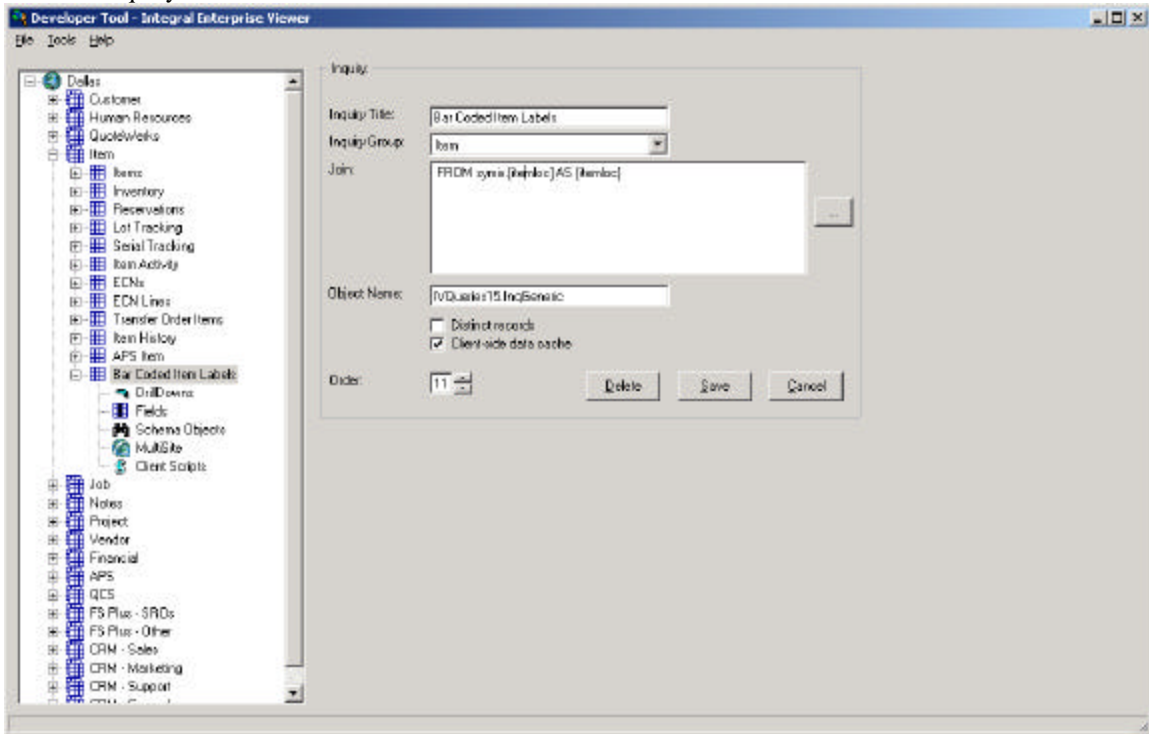 Developer Tool - Integral Enterprise Viewer
File Tools Help
Dallas
Customer
Human Resources
QuoteWerks
Item
Items
Inventory
Reservations
Lot Tracking
Serial Tracking
Item Activity
ECNs
ECN Lines
Transfer Order Items
Item History
APS Item
Bar Coded Item Labels
DrillDowns
Fields
Schema Objects
MultiSite
Client Scripts
Job
Notes
Project
Vendor
Financial
APS
QCS
FS Plus - SROs
FS Plus - Other
CRM - Sales
CRM - Marketing
CRM - Support
Inquiry:
Inquiry Title: Bar Coded Item Labels
Inquiry Group: Item
Join: FROM symix.[itemloc] AS [itemloc]
...
Object Name: IVQueries15.InqGeneric
Distinct records
Client-side data cache
Order: 11
Delete Save Cancel